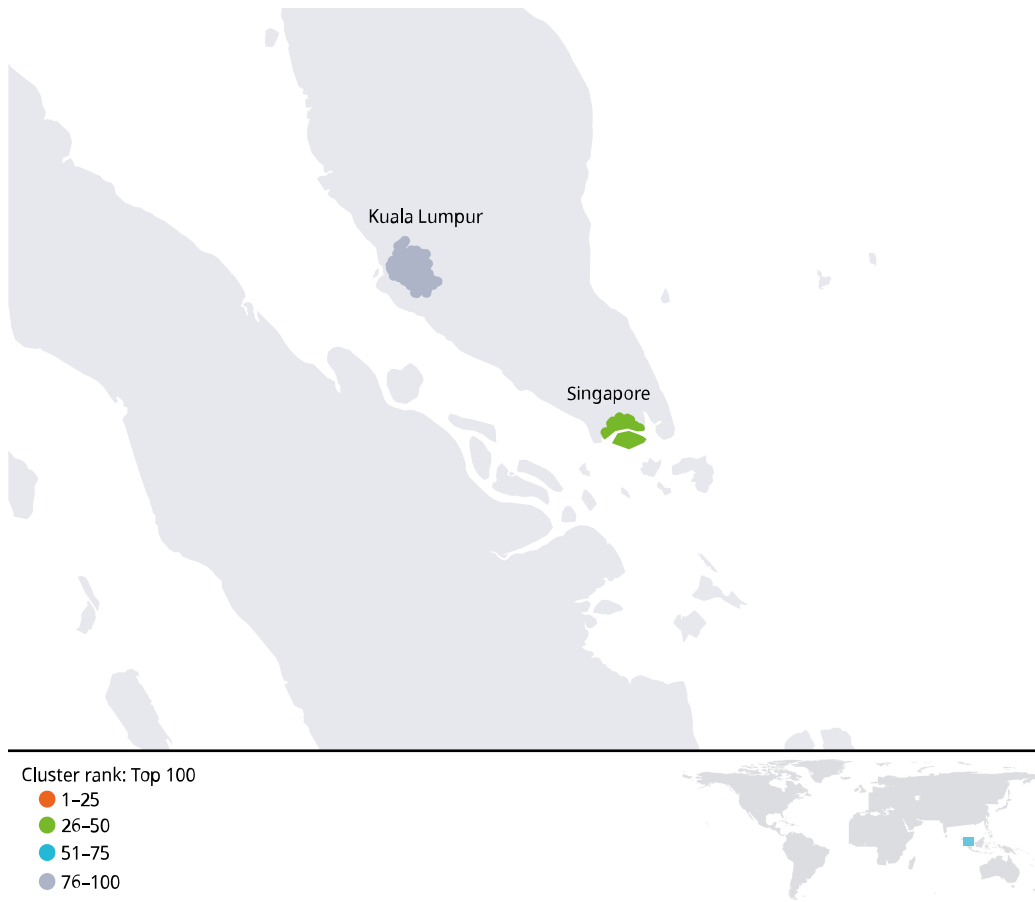 Kuala Lumpur
Singapore
Cluster rank: Top 100
1–25
26–50
51–75
76–100